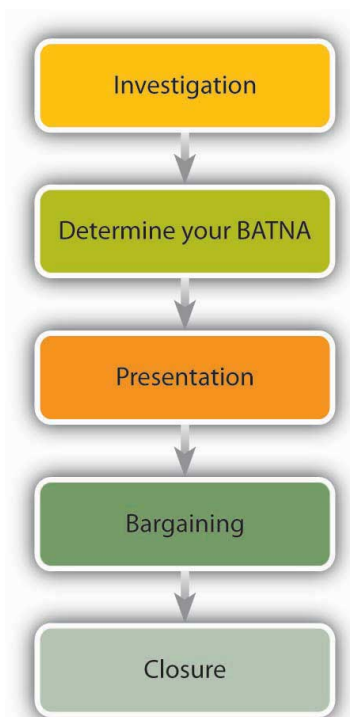 Investigation
Determine your BATNA
Presentation
Bargaining
Closure